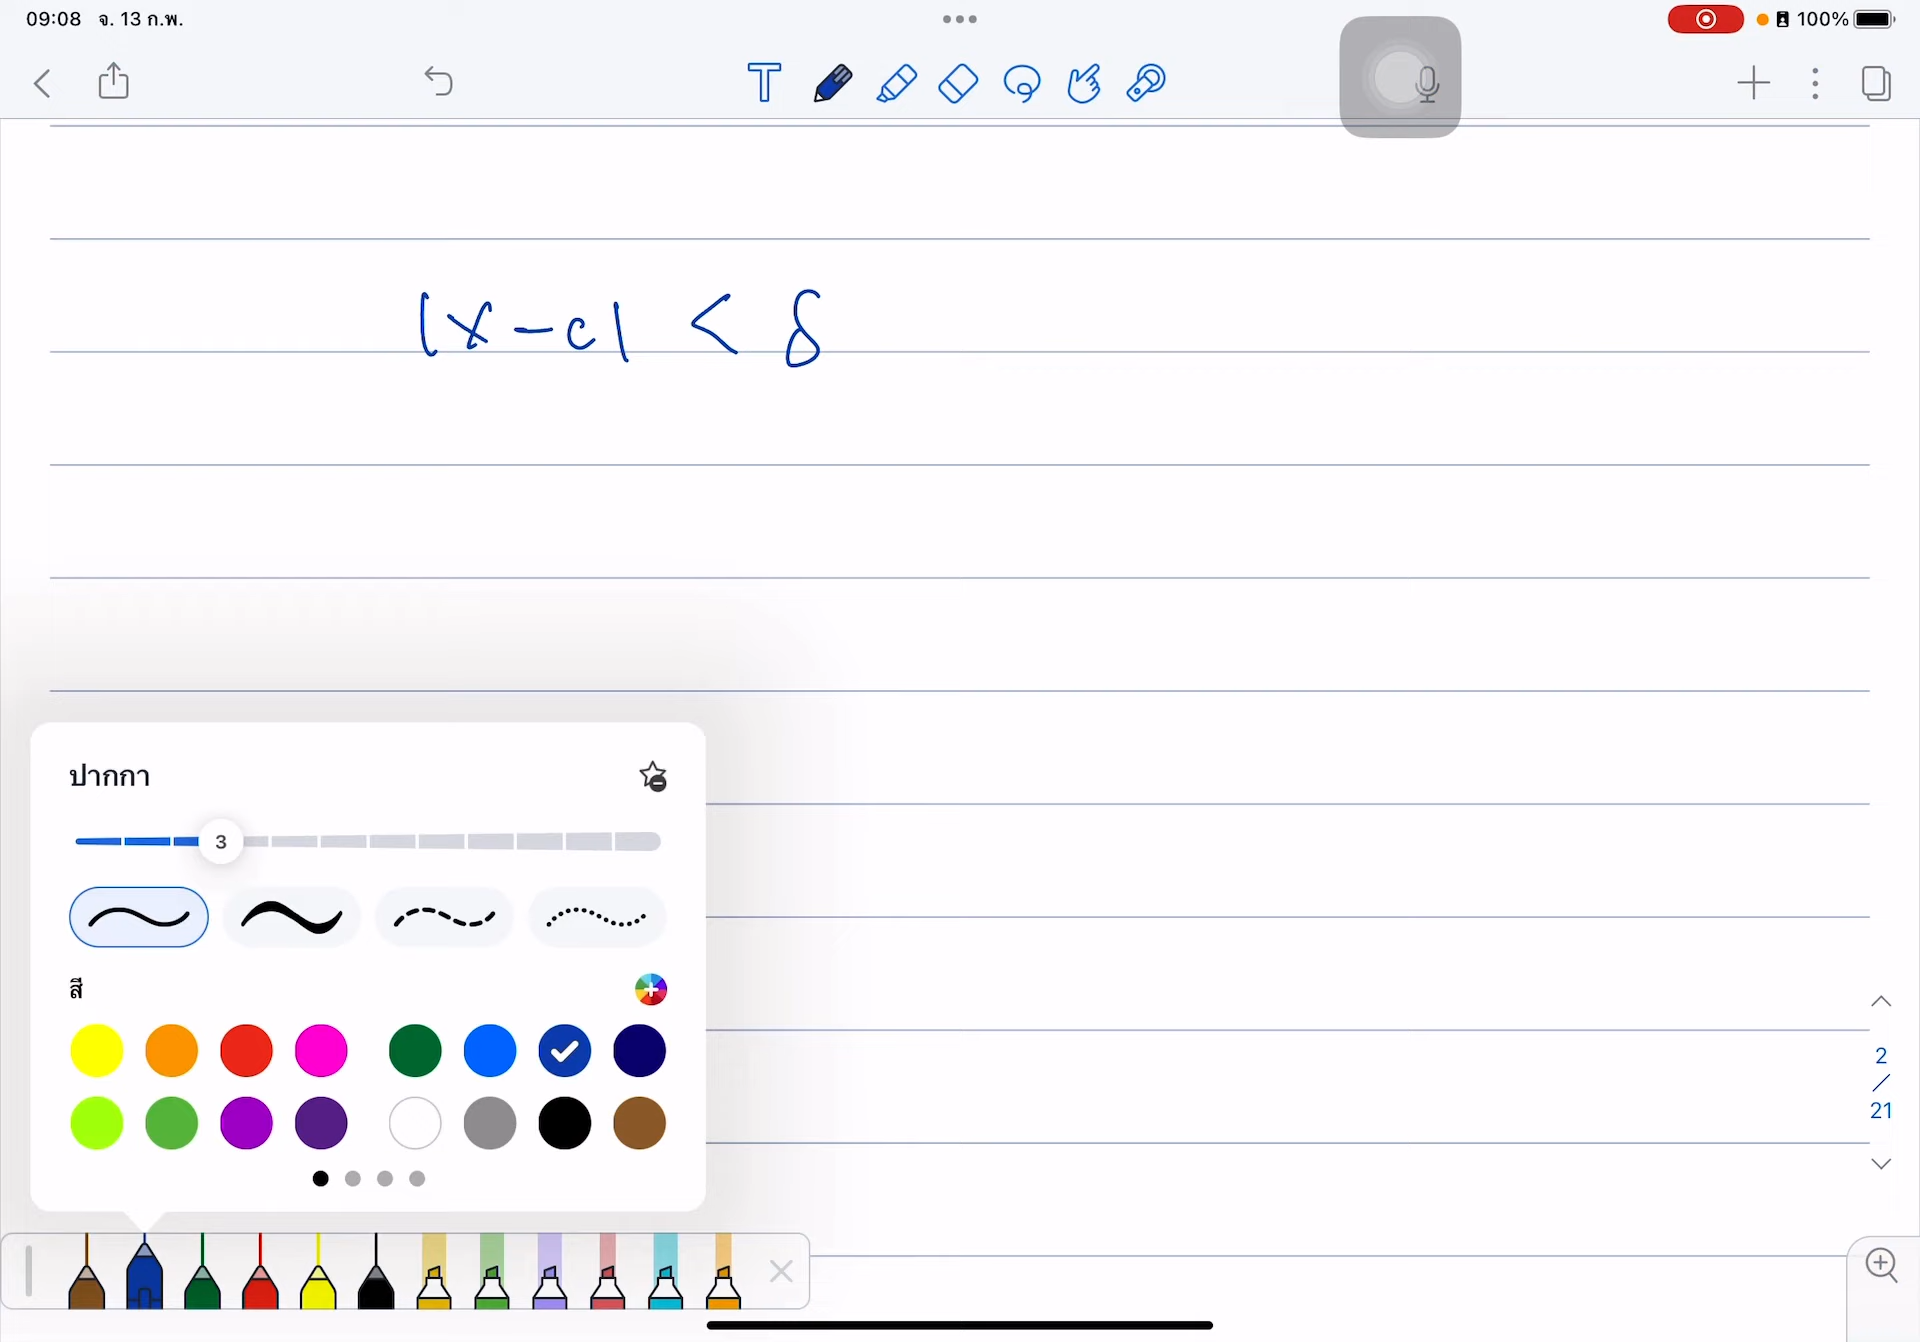 09:08 จ. 13 ก.พ.
100%
T
|x-c| < δ
ปากกา
3
สี
2
/
21